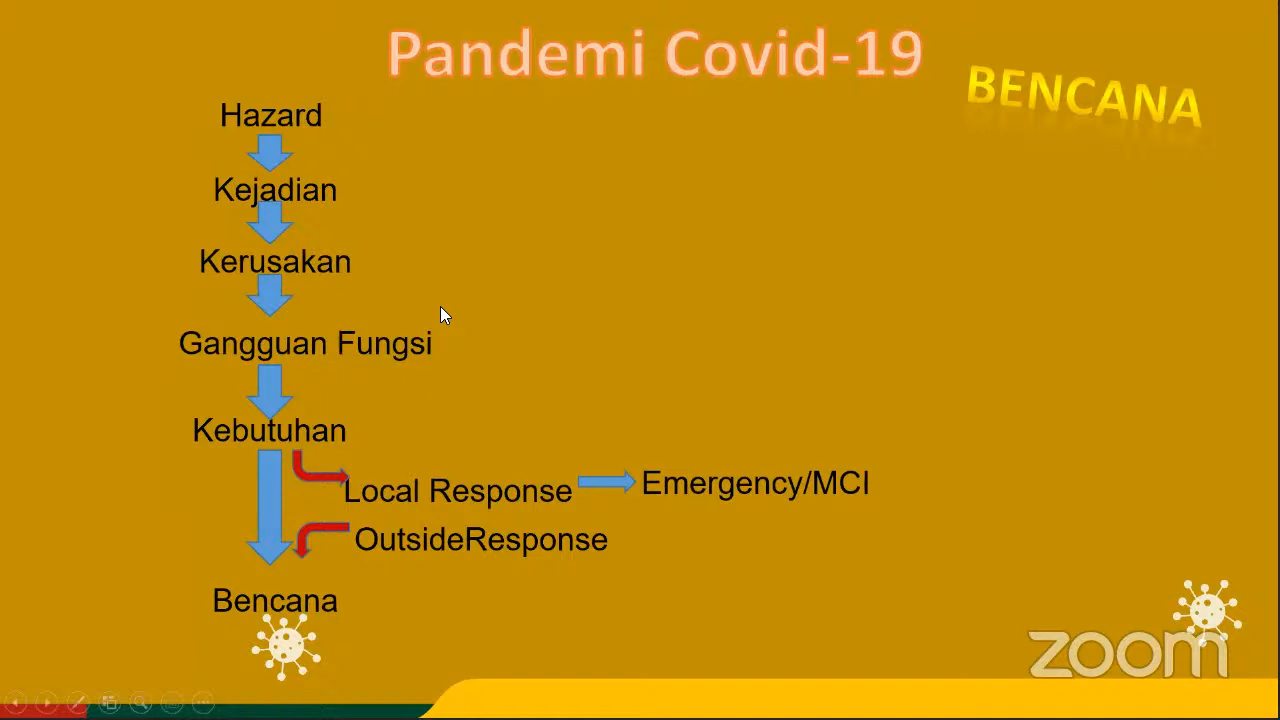 Pandemi Covid-19
BENCANA
Hazard
Kejadian
Kerusakan
Gangguan Fungsi
Kebutuhan
Local Response
Emergency/MCI
OutsideResponse
Bencana
zoom